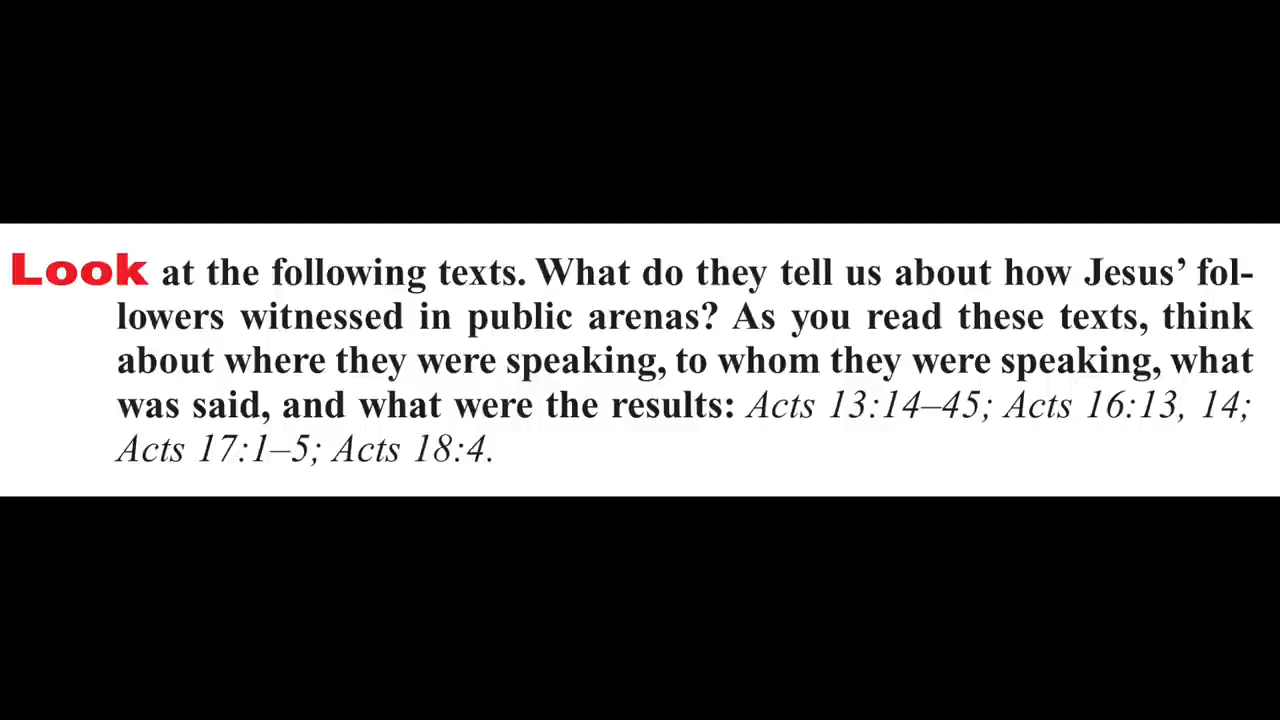 Look at the following texts. What do they tell us about how Jesus’ fol-
lowers witnessed in public arenas? As you read these texts, think
about where they were speaking, to whom they were speaking, what
was said, and what were the results: Acts 13:14–45; Acts 16:13, 14;
Acts 17:1–5; Acts 18:4.